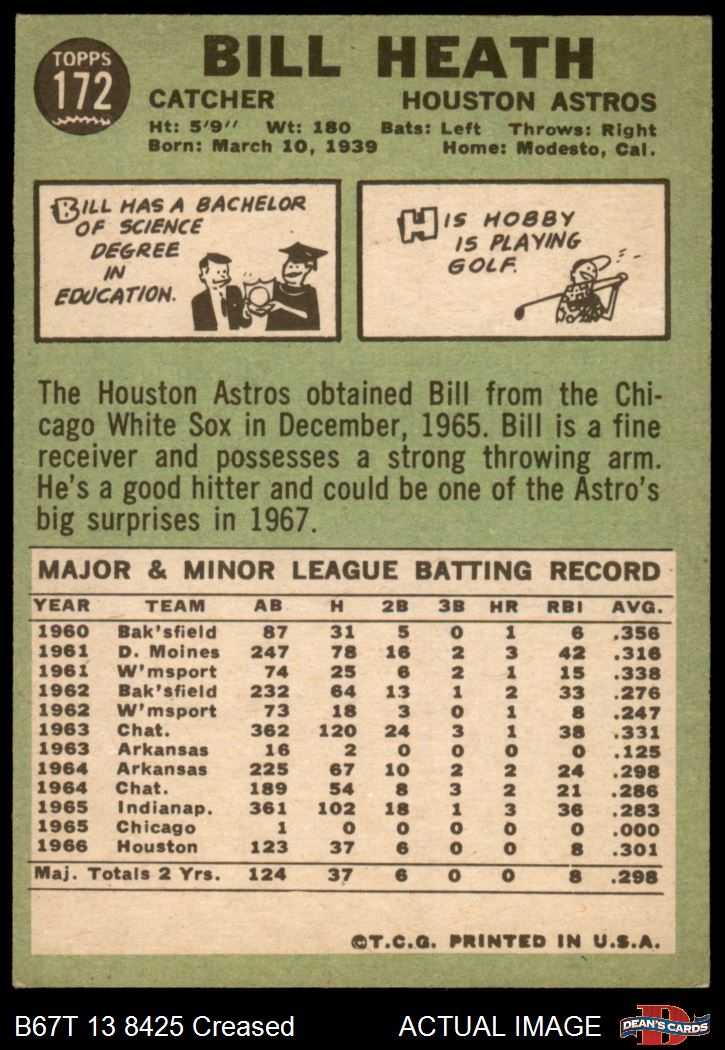 TOPPS
172
BILL HEATH
CATCHER HOUSTON ASTROS
Ht: 5'9" Wt: 180 Bats: Left Throws: Right
Born: March 10, 1939 Home: Modesto, Cal.
BILL HAS A BACHELOR
OF SCIENCE
DEGREE
IN
EDUCATION.
HIS HOBBY
IS PLAYING
GOLF.
The Houston Astros obtained Bill from the Chi-
cago White Sox in December, 1965. Bill is a fine
receiver and possesses a strong throwing arm.
He's a good hitter and could be one of the Astro's
big surprises in 1967.
MAJOR & MINOR LEAGUE BATTING RECORD
YEAR TEAM AB H 2B 3B HR RBI AVG.
1960 Bak'sfield 87 31 5 0 1 6 .356
1961 D. Moines 247 78 16 2 3 42 .316
1961 W'msport 74 25 6 2 1 15 .338
1962 Bak'sfield 232 64 13 1 2 33 .276
1962 W'msport 73 18 3 0 1 8 .247
1963 Chat. 362 120 24 3 1 38 .331
1963 Arkansas 16 2 0 0 0 0 .125
1964 Arkansas 225 67 10 2 2 24 .298
1964 Chat. 189 54 8 3 2 21 .286
1965 Indianap. 361 102 18 1 3 36 .283
1965 Chicago 1 0 0 0 0 0 .000
1966 Houston 123 37 6 0 0 8 .301
Maj. Totals 2 Yrs. 124 37 6 0 0 8 .298
©T.C.G. PRINTED IN U.S.A.
B67T 13 8425 Creased ACTUAL IMAGE
D
DEAN'S CARDS